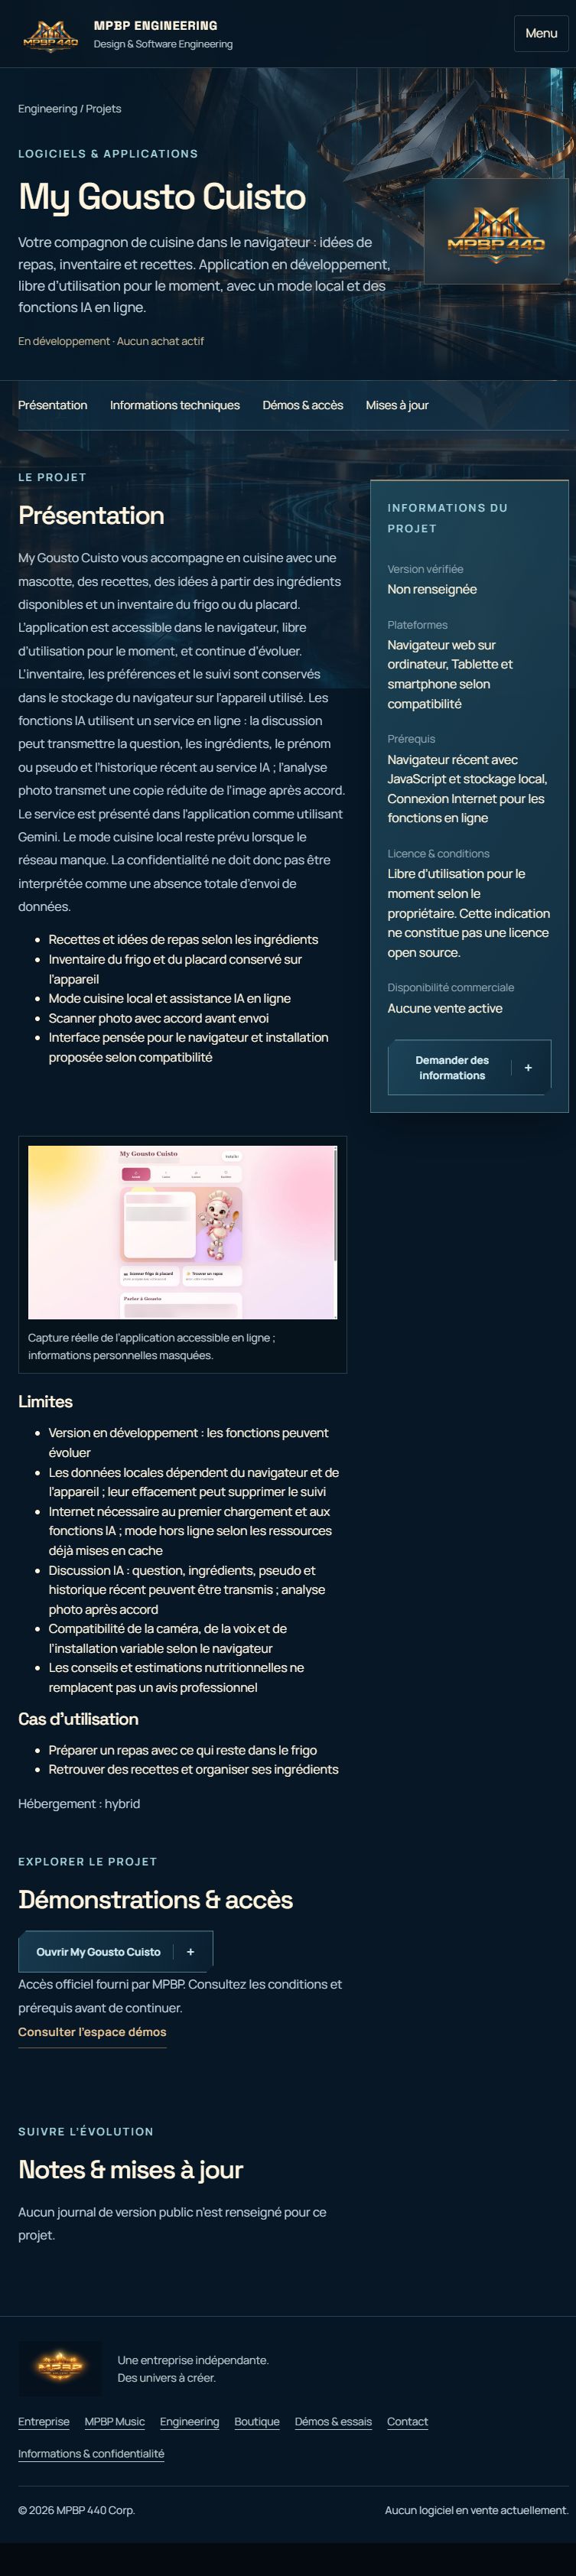 MPBP 440
MPBP ENGINEERING
Design & Software Engineering
Menu
Engineering / Projets
LOGICIELS & APPLICATIONS
My Gousto Cuisto
Votre compagnon de cuisine dans le navigateur : idées de
repas, inventaire et recettes. Application en développement,
libre d’utilisation pour le moment, avec un mode local et des
fonctions IA en ligne.
En développement · Aucun achat actif
MPBP 440
Présentation
Informations techniques
Démos & accès
Mises à jour
LE PROJET
Présentation
My Gousto Cuisto vous accompagne en cuisine avec une
mascotte, des recettes, des idées à partir des ingrédients
disponibles et un inventaire du frigo ou du placard.
L’application est accessible dans le navigateur, libre
d’utilisation pour le moment, et continue d’évoluer.
L’inventaire, les préférences et le suivi sont conservés
dans le stockage du navigateur sur l’appareil utilisé. Les
fonctions IA utilisent un service en ligne : la discussion
peut transmettre la question, les ingrédients, le prénom
ou pseudo et l’historique récent au service IA ; l’analyse
photo transmet une copie réduite de l’image après accord.
Le service est présenté dans l’application comme utilisant
Gemini. Le mode cuisine local reste prévu lorsque le
réseau manque. La confidentialité ne doit donc pas être
interprétée comme une absence totale d’envoi de
données.
• Recettes et idées de repas selon les ingrédients
• Inventaire du frigo et du placard conservé sur
l’appareil
• Mode cuisine local et assistance IA en ligne
• Scanner photo avec accord avant envoi
• Interface pensée pour le navigateur et installation
proposée selon compatibilité
INFORMATIONS DU
PROJET
Version vérifiée
Non renseignée
Plateformes
Navigateur web sur
ordinateur, Tablette et
smartphone selon
compatibilité
Prérequis
Navigateur récent avec
JavaScript et stockage local,
Connexion Internet pour les
fonctions en ligne
Licence & conditions
Libre d’utilisation pour le
moment selon le
propriétaire. Cette indication
ne constitue pas une licence
open source.
Disponibilité commerciale
Aucune vente active
Demander des
informations
+
My Gousto Cuisto
Capture réelle de l’application accessible en ligne ;
informations personnelles masquées.
Limites
• Version en développement : les fonctions peuvent
évoluer
• Les données locales dépendent du navigateur et de
l’appareil ; leur effacement peut supprimer le suivi
• Internet nécessaire au premier chargement et aux
fonctions IA ; mode hors ligne selon les ressources
déjà mises en cache
• Discussion IA : question, ingrédients, pseudo et
historique récent peuvent être transmis ; analyse
photo après accord
• Compatibilité de la caméra, de la voix et de
l’installation variable selon le navigateur
• Les conseils et estimations nutritionnelles ne
remplacent pas un avis professionnel
Cas d’utilisation
• Préparer un repas avec ce qui reste dans le frigo
• Retrouver des recettes et organiser ses ingrédients
Hébergement : hybrid
EXPLORER LE PROJET
Démonstrations & accès
Ouvrir My Gousto Cuisto +
Accès officiel fourni par MPBP. Consultez les conditions et
prérequis avant de continuer.
Consulter l’espace démos
SUIVRE L’ÉVOLUTION
Notes & mises à jour
Aucun journal de version public n’est renseigné pour ce
projet.
MPBP
Une entreprise indépendante.
Des univers à créer.
Entreprise
MPBP Music
Engineering
Boutique
Démos & essais
Contact
Informations & confidentialité
© 2026 MPBP 440 Corp.
Aucun logiciel en vente actuellement.